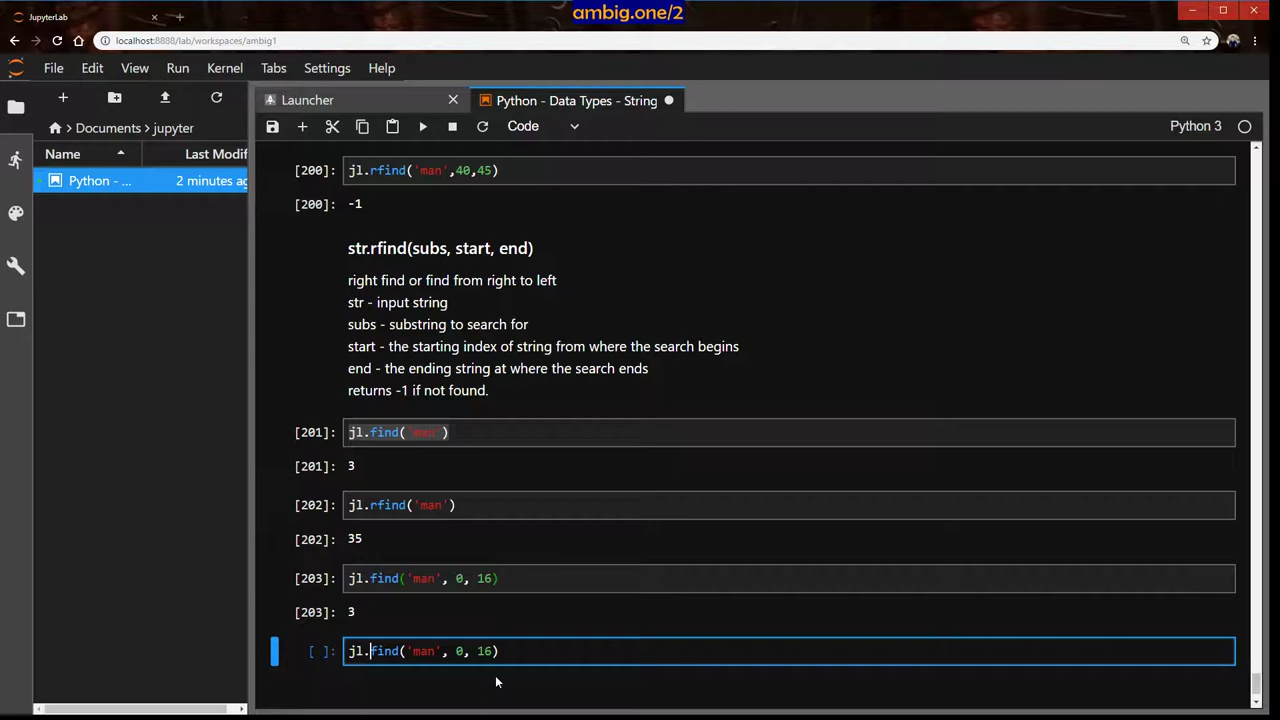 ambig.one/2
JupyterLab
localhost:8888/lab/workspaces/ambig1
File Edit View Run Kernel Tabs Settings Help
Launcher
Python - Data Types - String
Documents jupyter
Code
Python 3
Name Last Modif
Python - ... 2 minutes ag
[200]: jl.rfind('man',40,45)
[200]: -1
str.rfind(subs, start, end)
right find or find from right to left
str - input string
subs - substring to search for
start - the starting index of string from where the search begins
end - the ending string at where the search ends
returns -1 if not found.
[201]: jl.find('man')
[201]: 3
[202]: jl.rfind('man')
[202]: 35
[203]: jl.find('man', 0, 16)
[203]: 3
[ ]: jl.find('man', 0, 16)